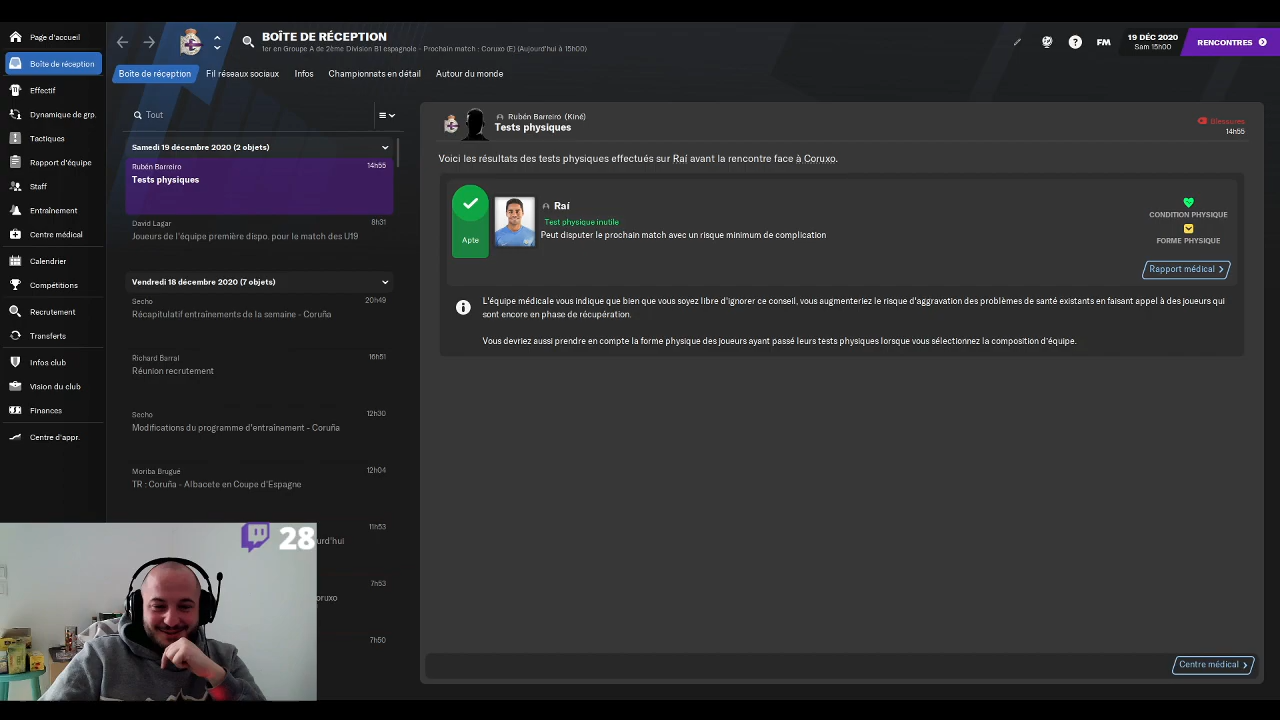 Page d'accueil
Boîte de réception
Effectif
Dynamique de grp.
Tactiques
Rapport d'équipe
Staff
Entraînement
Centre médical
Calendrier
Compétitions
Recrutement
Transferts
Infos club
Vision du club
Finances
Centre d'appr.
BOÎTE DE RÉCEPTION
1er en Groupe A de 2ème Division B1 espagnole - Prochain match : Coruxo (E) (Aujourd'hui à 15h00)
FM
19 DÉC 2020
Sam 15h00
RENCONTRES
Boîte de réception
Fil réseaux sociaux
Infos
Championnats en détail
Autour du monde
Tout
Samedi 19 décembre 2020 (2 objets)
Rubén Barreiro 14h55
Tests physiques
David Lagar 8h31
Joueurs de l'équipe première dispo. pour le match des U19
Vendredi 18 décembre 2020 (7 objets)
Secho 20h49
Récapitulatif entraînements de la semaine - Coruña
Richard Barral 16h51
Réunion recrutement
Secho 12h30
Modifications du programme d'entraînement - Coruña
Moriba Brugué 12h04
TR : Coruña - Albacete en Coupe d'Espagne
11h53
urd'hui
7h53
oruxo
7h50
28
Rubén Barreiro (Kiné)
Tests physiques
Blessures
14h55
Voici les résultats des tests physiques effectués sur Raí avant la rencontre face à Coruxo.
Apte
Raí
Test physique inutile
Peut disputer le prochain match avec un risque minimum de complication
CONDITION PHYSIQUE
FORME PHYSIQUE
Rapport médical
L'équipe médicale vous indique que bien que vous soyez libre d'ignorer ce conseil, vous augmenteriez le risque d'aggravation des problèmes de santé existants en faisant appel à des joueurs qui
sont encore en phase de récupération.
Vous devriez aussi prendre en compte la forme physique des joueurs ayant passé leurs tests physiques lorsque vous sélectionnez la composition d'équipe.
Centre médical